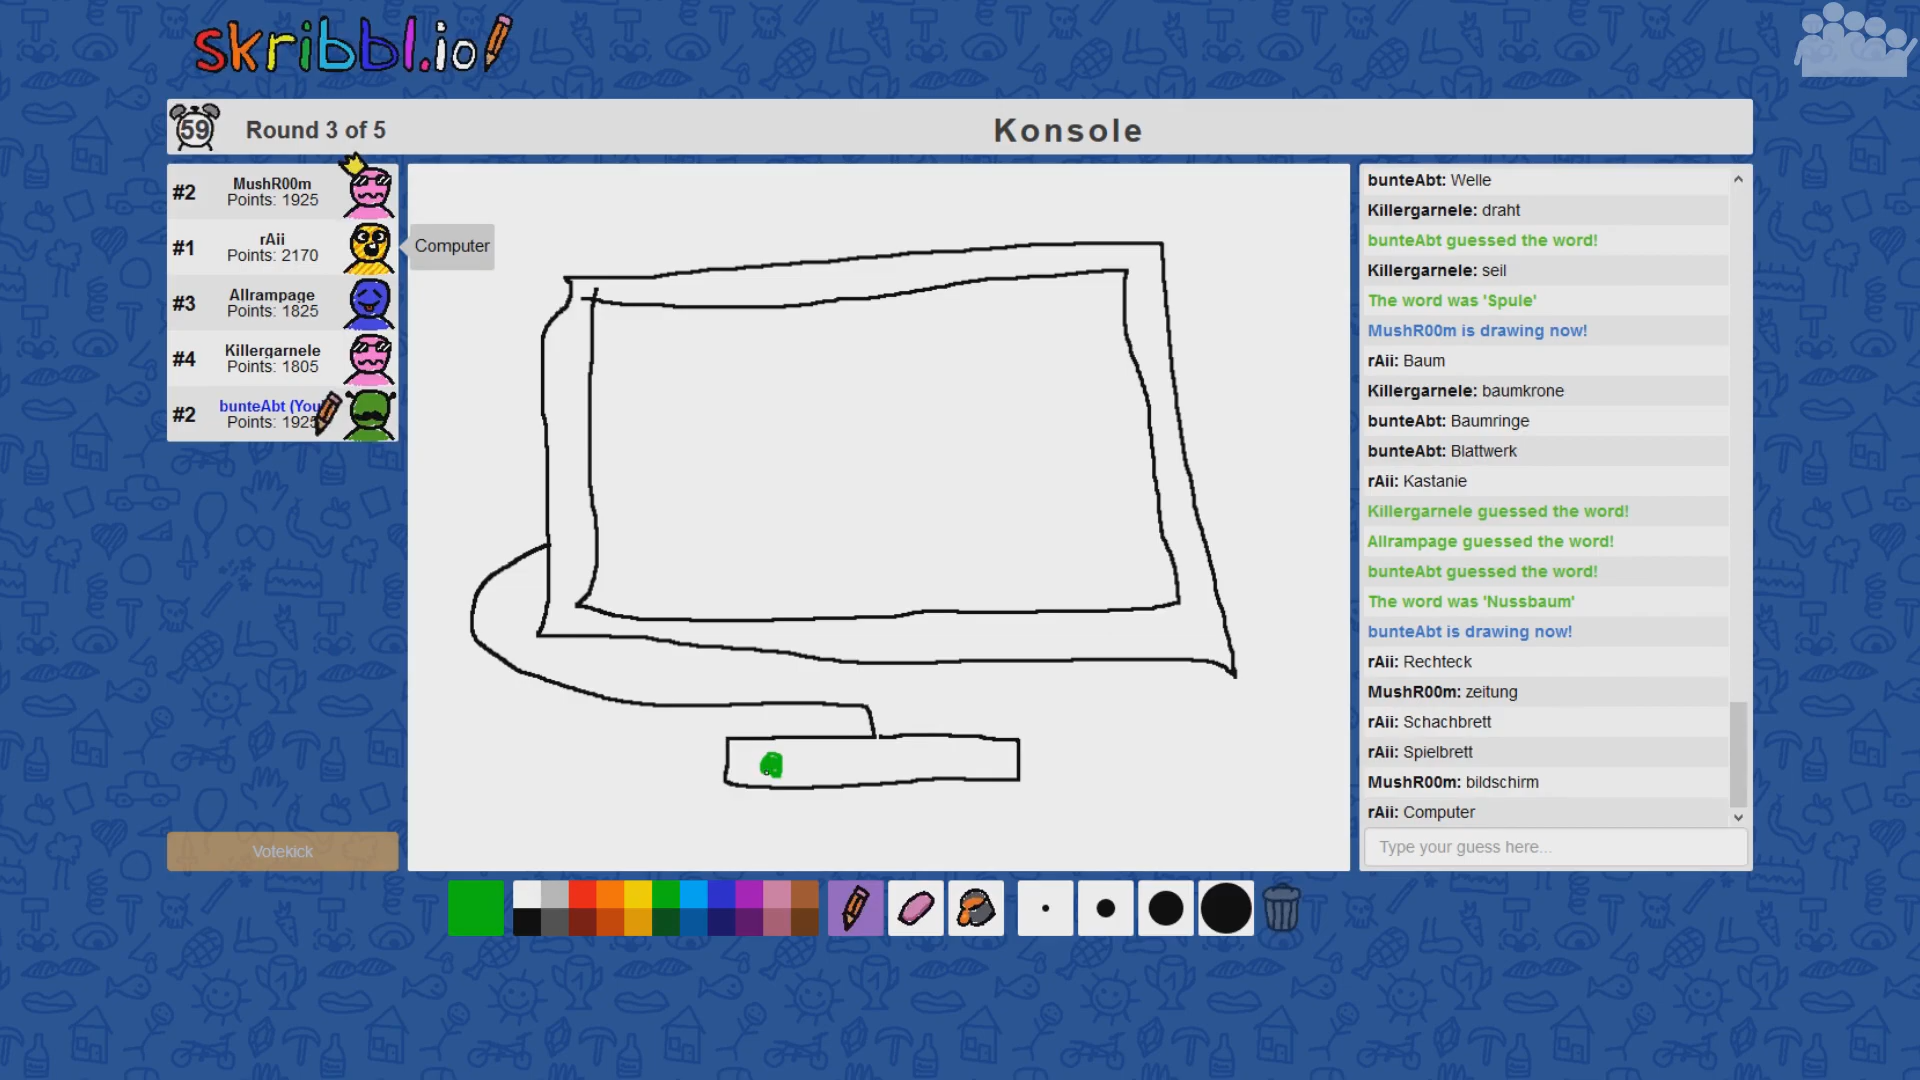 skribbl.io
59
Round 3 of 5
Konsole
#2 MushR00m
Points: 1925
#1 rAii
Points: 2170
Computer
#3 Allrampage
Points: 1825
#4 Killergarnele
Points: 1805
#2 bunteAbt (You
Points: 1925
Votekick
bunteAbt: Welle
Killergarnele: draht
bunteAbt guessed the word!
Killergarnele: seil
The word was 'Spule'
MushR00m is drawing now!
rAii: Baum
Killergarnele: baumkrone
bunteAbt: Baumringe
bunteAbt: Blattwerk
rAii: Kastanie
Killergarnele guessed the word!
Allrampage guessed the word!
bunteAbt guessed the word!
The word was 'Nussbaum'
bunteAbt is drawing now!
rAii: Rechteck
MushR00m: zeitung
rAii: Schachbrett
rAii: Spielbrett
MushR00m: bildschirm
rAii: Computer
Type your guess here...